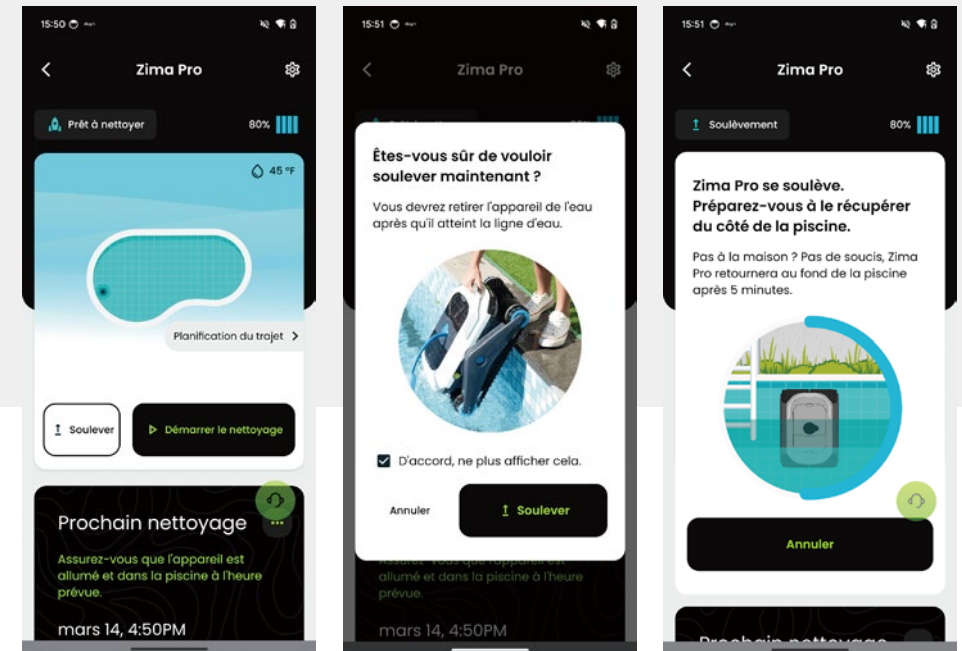 15:50
Zima Pro
Prêt à nettoyer
80%
45 °F
Planification du trajet
Soulever
Démarrer le nettoyage
Prochain nettoyage
Assurez-vous que l'appareil est
allumé et dans la piscine à l'heure
prévue.
mars 14, 4:50PM
15:51
Zima Pro
80%
Êtes-vous sûr de vouloir
soulever maintenant ?
Vous devrez retirer l'appareil de l'eau
après qu'il atteint la ligne d'eau.
D'accord, ne plus afficher cela.
Annuler
Soulever
Assurez-vous que l'appareil est
allumé et dans la piscine à l'heure
prévue.
mars 14, 4:50PM
15:51
Zima Pro
Soulèvement
80%
Zima Pro se soulève.
Préparez-vous à le récupérer
du côté de la piscine.
Pas à la maison ? Pas de soucis, Zima
Pro retournera au fond de la piscine
après 5 minutes.
Annuler
Prochain nettoyage